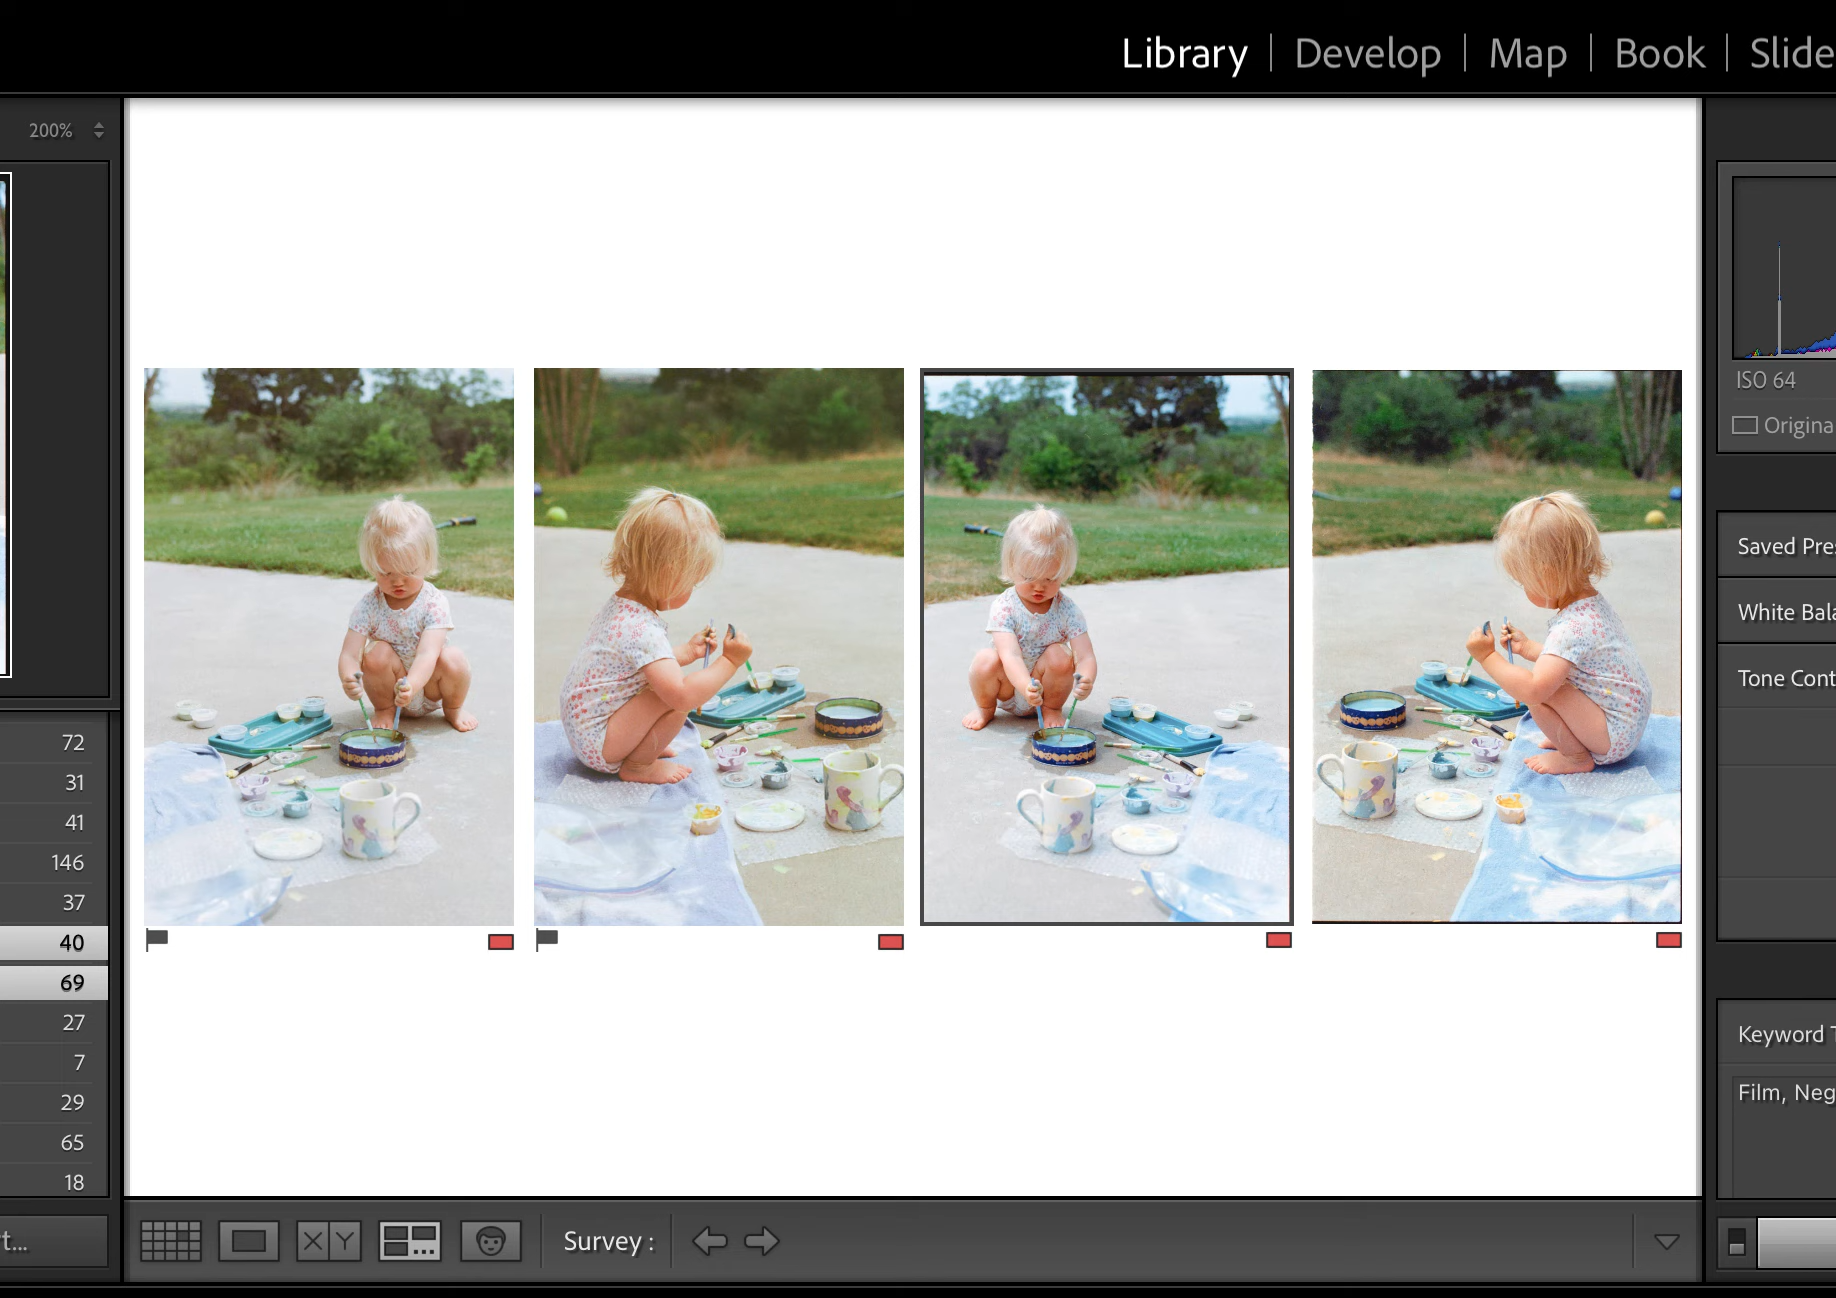 Library | Develop | Map | Book | Slide
200%
ISO 64
Origina
Saved Pre
White Bala
Tone Cont
72
31
41
146
37
40
69
27
7
29
65
18
Keyword T
Film, Neg
t...
X Y
Survey :